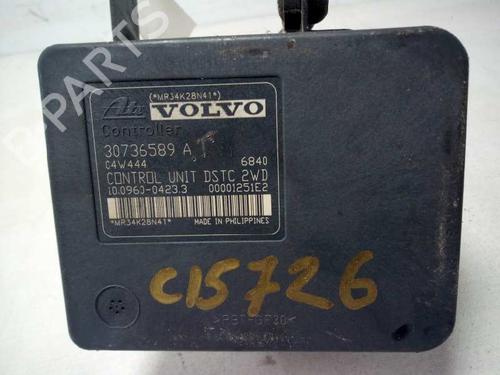 (*MR34K28N41*)
Ate VOLVO
Controller
30736589 A
C4W444 6840
CONTROL UNIT DSTC 2WD
10.0960-0423.3 00001251E2
*MR34K28N41* MADE IN PHILIPPINES
C15726
PARTS